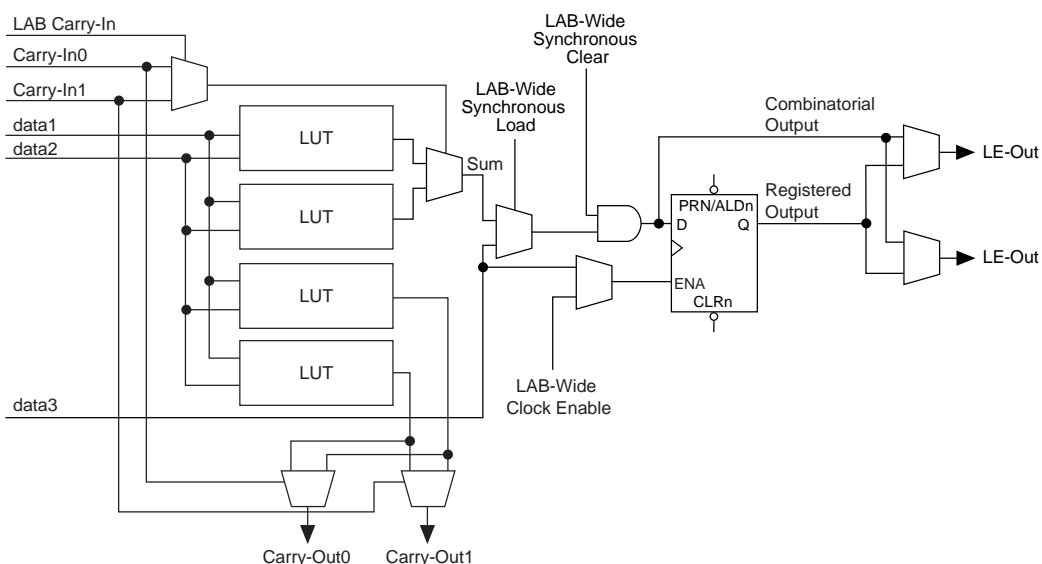 LAB Carry-In
Carry-In0
Carry-In1
data1
data2
LUT
LUT
LUT
LUT
data3
Sum
LAB-Wide
Synchronous
Load
LAB-Wide
Synchronous
Clear
LAB-Wide
Clock Enable
PRN/ALDn
D
Q
ENA
CLRn
Combinatorial
Output
Registered
Output
LE-Out
LE-Out
Carry-Out0
Carry-Out1